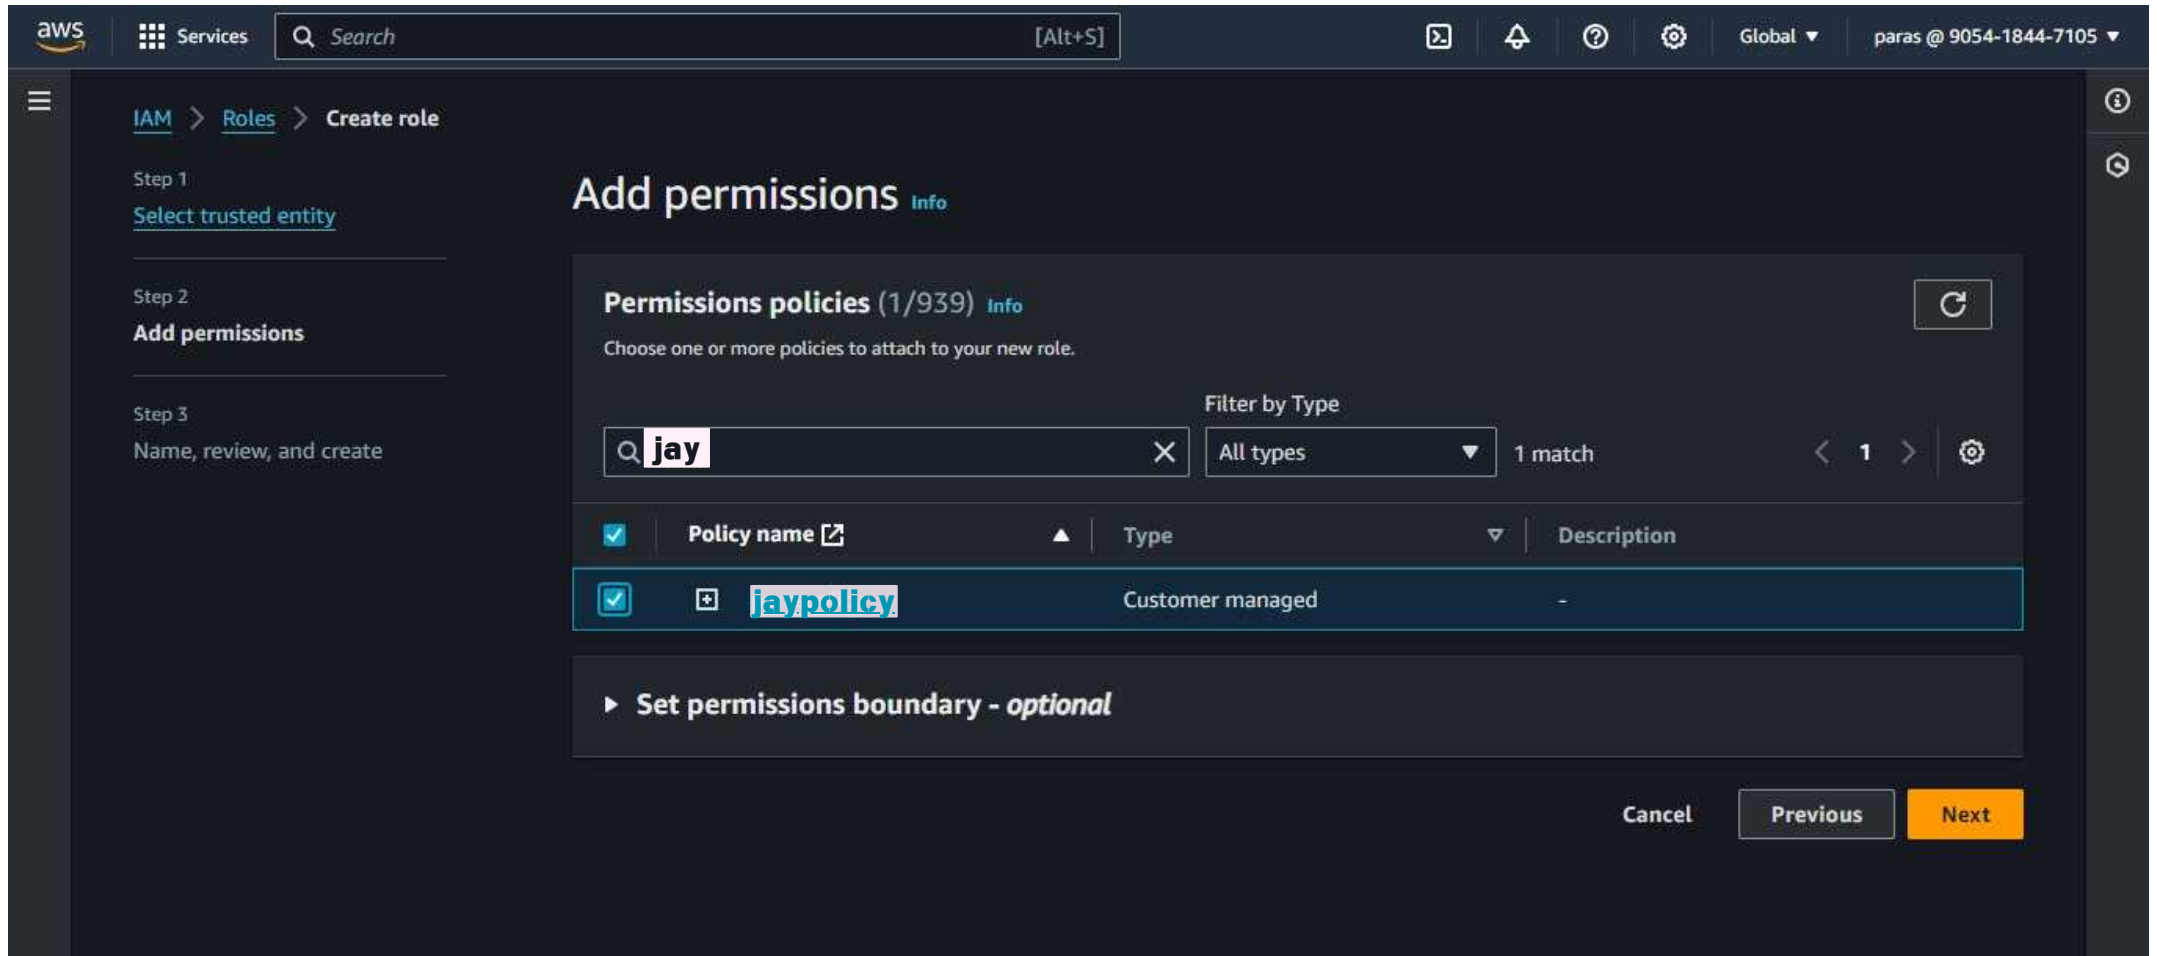 aws Services Search [Alt+S] Global paras @ 9054-1844-7105
IAM > Roles > Create role
Step 1
Select trusted entity
Step 2
Add permissions
Step 3
Name, review, and create
Add permissions Info
Permissions policies (1/939) Info
Choose one or more policies to attach to your new role.
Filter by Type
jay All types 1 match 1
Policy name Type Description
jaypolicy Customer managed -
Set permissions boundary - optional
Cancel Previous Next